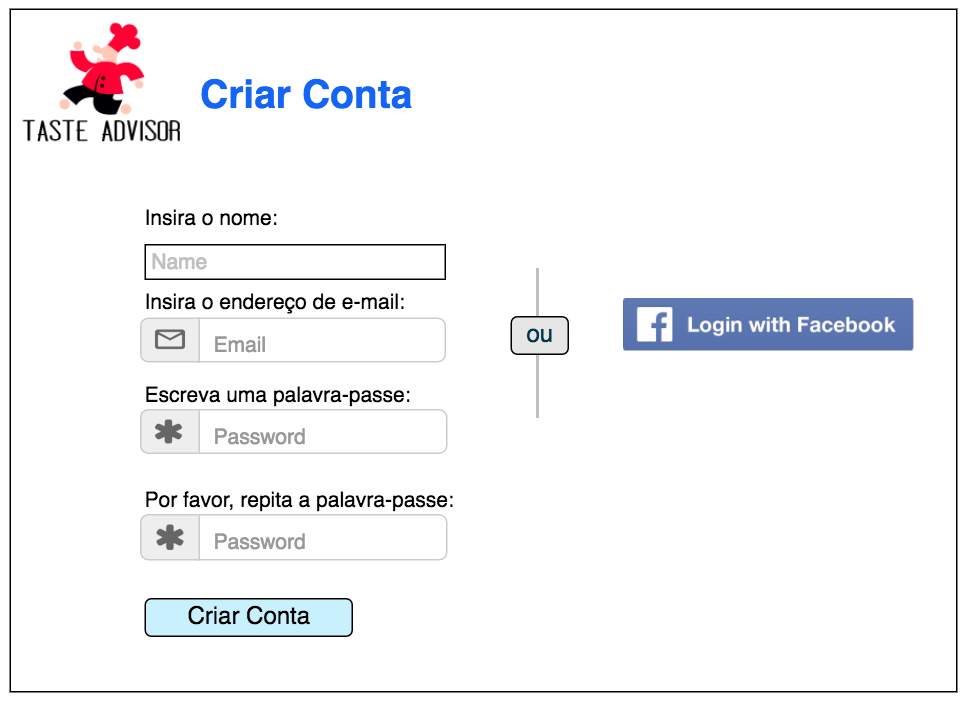 TASTE ADVISOR
Criar Conta
Insira o nome:
Name
Insira o endereço de e-mail:
Email
Escreva uma palavra-passe:
Password
Por favor, repita a palavra-passe:
Password
Criar Conta
ou
Login with Facebook